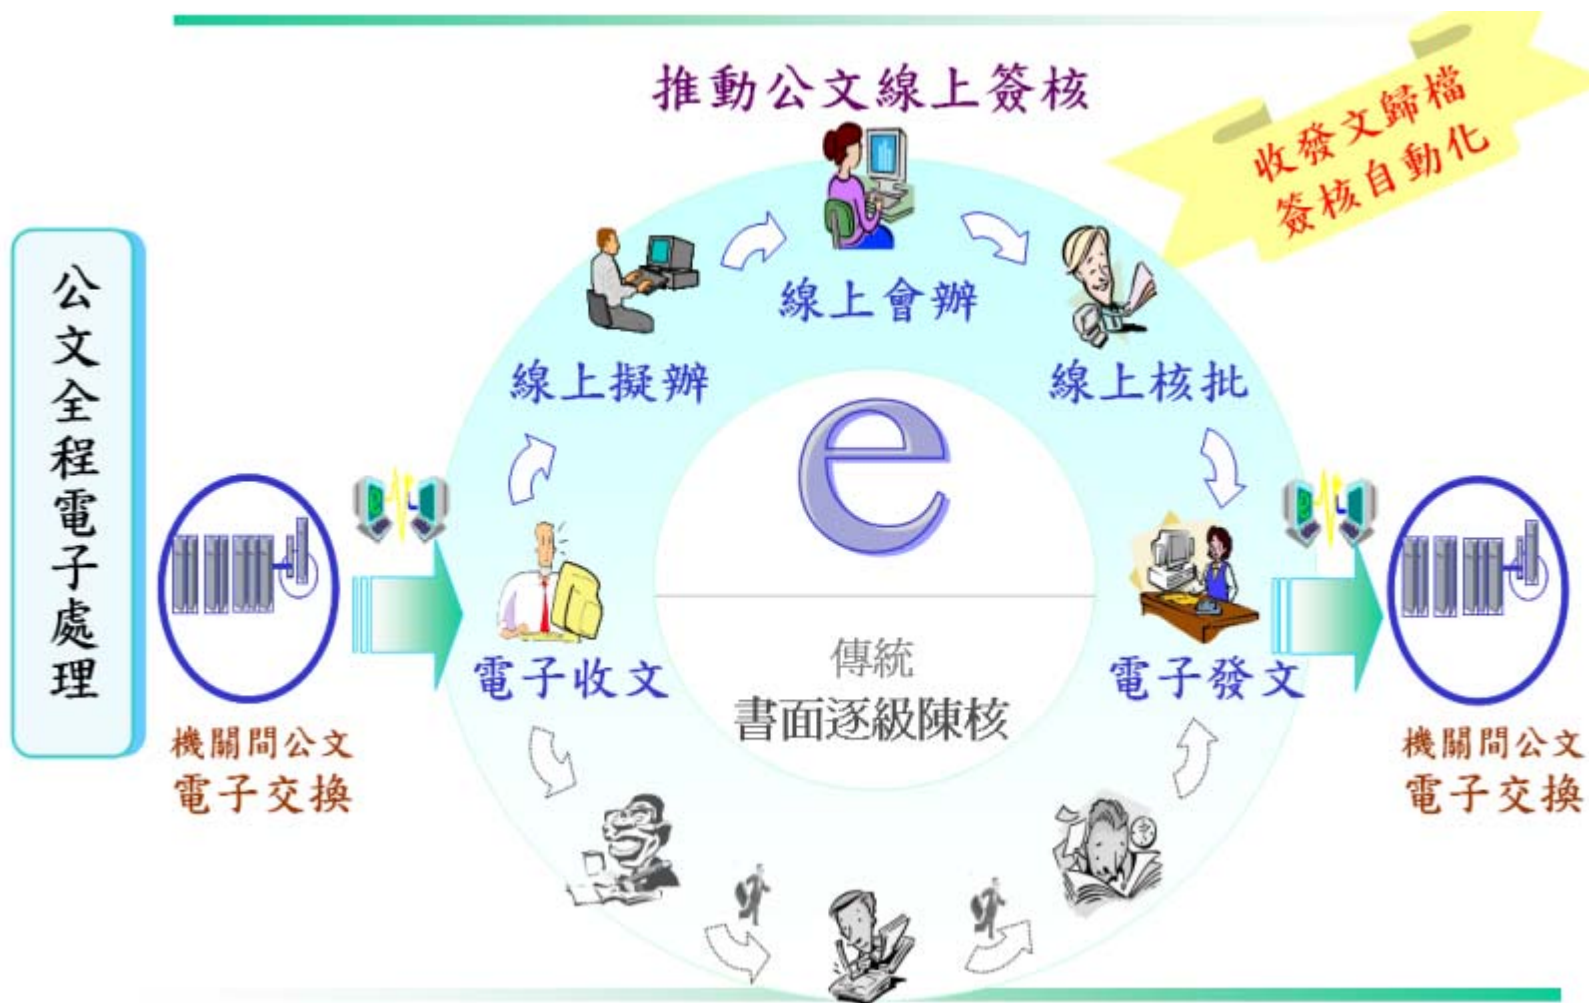 推動公文線上簽核
收發文歸檔
簽核自動化
公文全程電子處理
線上會辦
線上擬辦
線上核批
e
電子收文
電子發文
傳統
書面逐級陳核
機關間公文
電子交換
機關間公文
電子交換